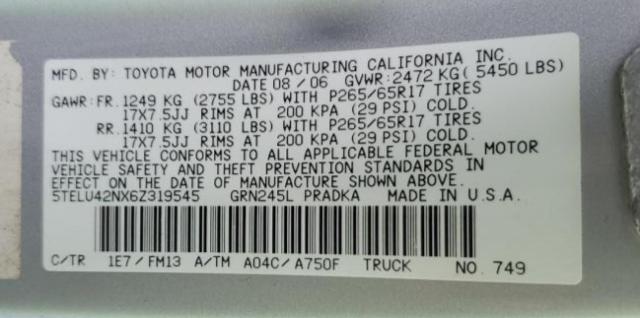 MFD. BY: TOYOTA MOTOR MANUFACTURING CALIFORNIA INC.
DATE 08 / 06 GVWR: 2472 KG ( 5450 LBS)
GAWR: FR. 1249 KG (2755 LBS) WITH P265/65R17 TIRES
17X7.5JJ RIMS AT 200 KPA (29 PSI) COLD.
RR. 1410 KG (3110 LBS) WITH P265/65R17 TIRES
17X7.5JJ RIMS AT 200 KPA (29 PSI) COLD.
THIS VEHICLE CONFORMS TO ALL APPLICABLE FEDERAL MOTOR
VEHICLE SAFETY AND THEFT PREVENTION STANDARDS IN
EFFECT ON THE DATE OF MANUFACTURE SHOWN ABOVE.
5TELU42NX6Z319545 GRN245L PRADKA MADE IN U.S.A.
C/TR 1E7 / FM13 A/TM A04C / A750F TRUCK NO. 749